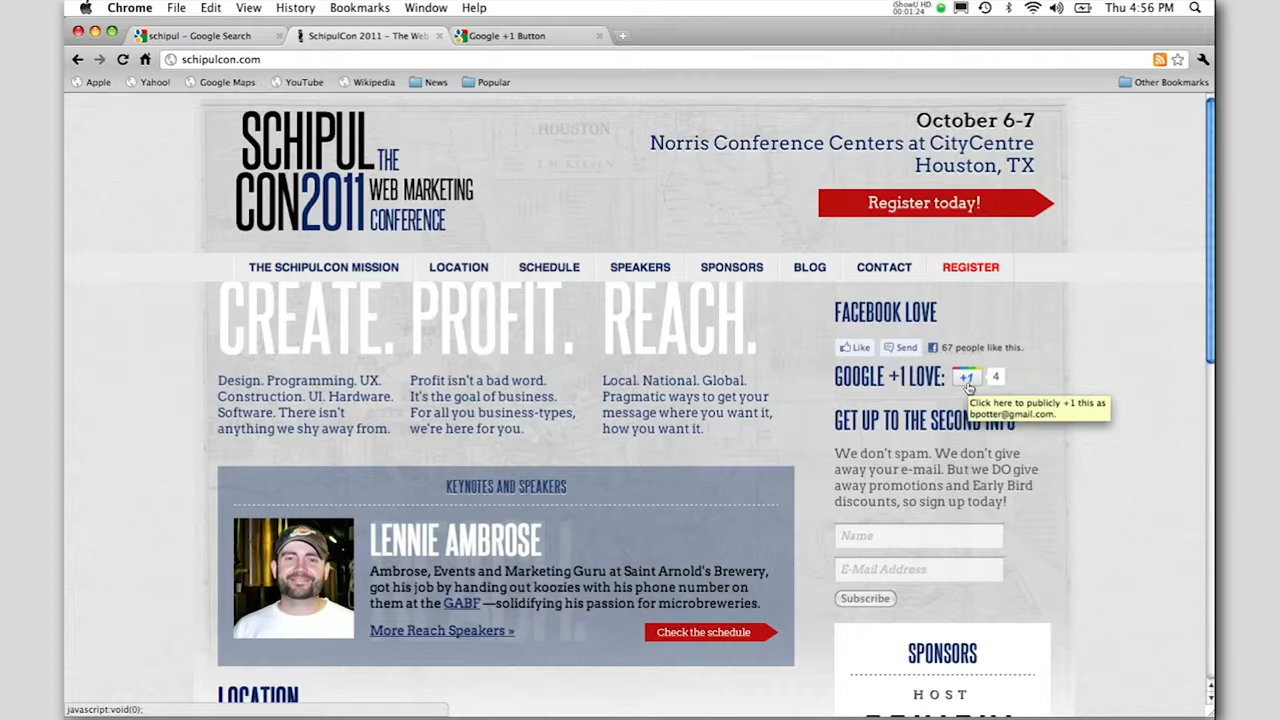 Chrome File Edit View History Bookmarks Window Help
iShowU HD
00:01:24
Thu 4:56 PM
schipul - Google Search
SchipulCon 2011 - The Web
Google +1 Button
schipulcon.com
Apple Yahoo! Google Maps YouTube Wikipedia News Popular Other Bookmarks
SCHIPUL THE
CON2011 WEB MARKETING
CONFERENCE
HOUSTON
October 6-7
Norris Conference Centers at CityCentre
Houston, TX
Register today!
THE SCHIPULCON MISSION LOCATION SCHEDULE SPEAKERS SPONSORS BLOG CONTACT REGISTER
CREATE. PROFIT. REACH.
Design. Programming. UX.
Construction. UI. Hardware.
Software. There isn't
anything we shy away from.
Profit isn't a bad word.
It's the goal of business.
For all you business-types,
we're here for you.
Local. National. Global.
Pragmatic ways to get your
message where you want it,
how you want it.
KEYNOTES AND SPEAKERS
LENNIE AMBROSE
Ambrose, Events and Marketing Guru at Saint Arnold's Brewery,
got his job by handing out koozies with his phone number on
them at the GABF —solidifying his passion for microbreweries.
More Reach Speakers »
Check the schedule
LOCATION
FACEBOOK LOVE
Like Send 67 people like this.
GOOGLE +1 LOVE: +1 4
Click here to publicly +1 this as
bpotter@gmail.com.
GET UP TO THE SECOND INFO
We don't spam. We don't give
away your e-mail. But we DO give
away promotions and Early Bird
discounts, so sign up today!
Name
E-Mail Address
Subscribe
SPONSORS
HOST
javascript:void(0);